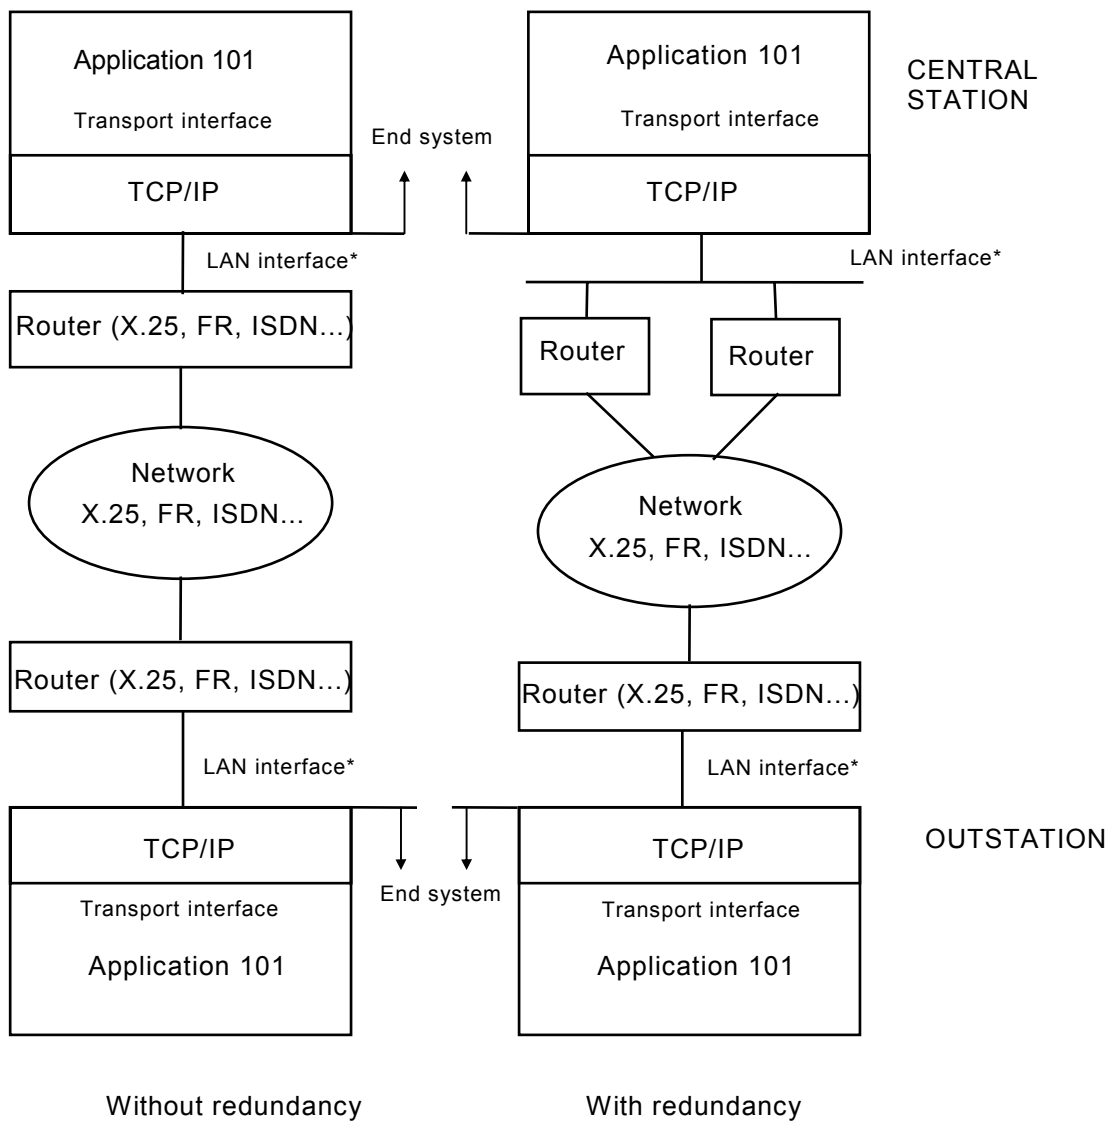 Application 101
Transport interface
TCP/IP
End system
Application 101
Transport interface
TCP/IP
CENTRAL
STATION
LAN interface*
LAN interface*
Router (X.25, FR, ISDN...)
Router
Router
Network
X.25, FR, ISDN...
Network
X.25, FR, ISDN...
Router (X.25, FR, ISDN...)
Router (X.25, FR, ISDN...)
LAN interface*
LAN interface*
TCP/IP
Transport interface
Application 101
End system
TCP/IP
Transport interface
Application 101
OUTSTATION
Without redundancy
With redundancy